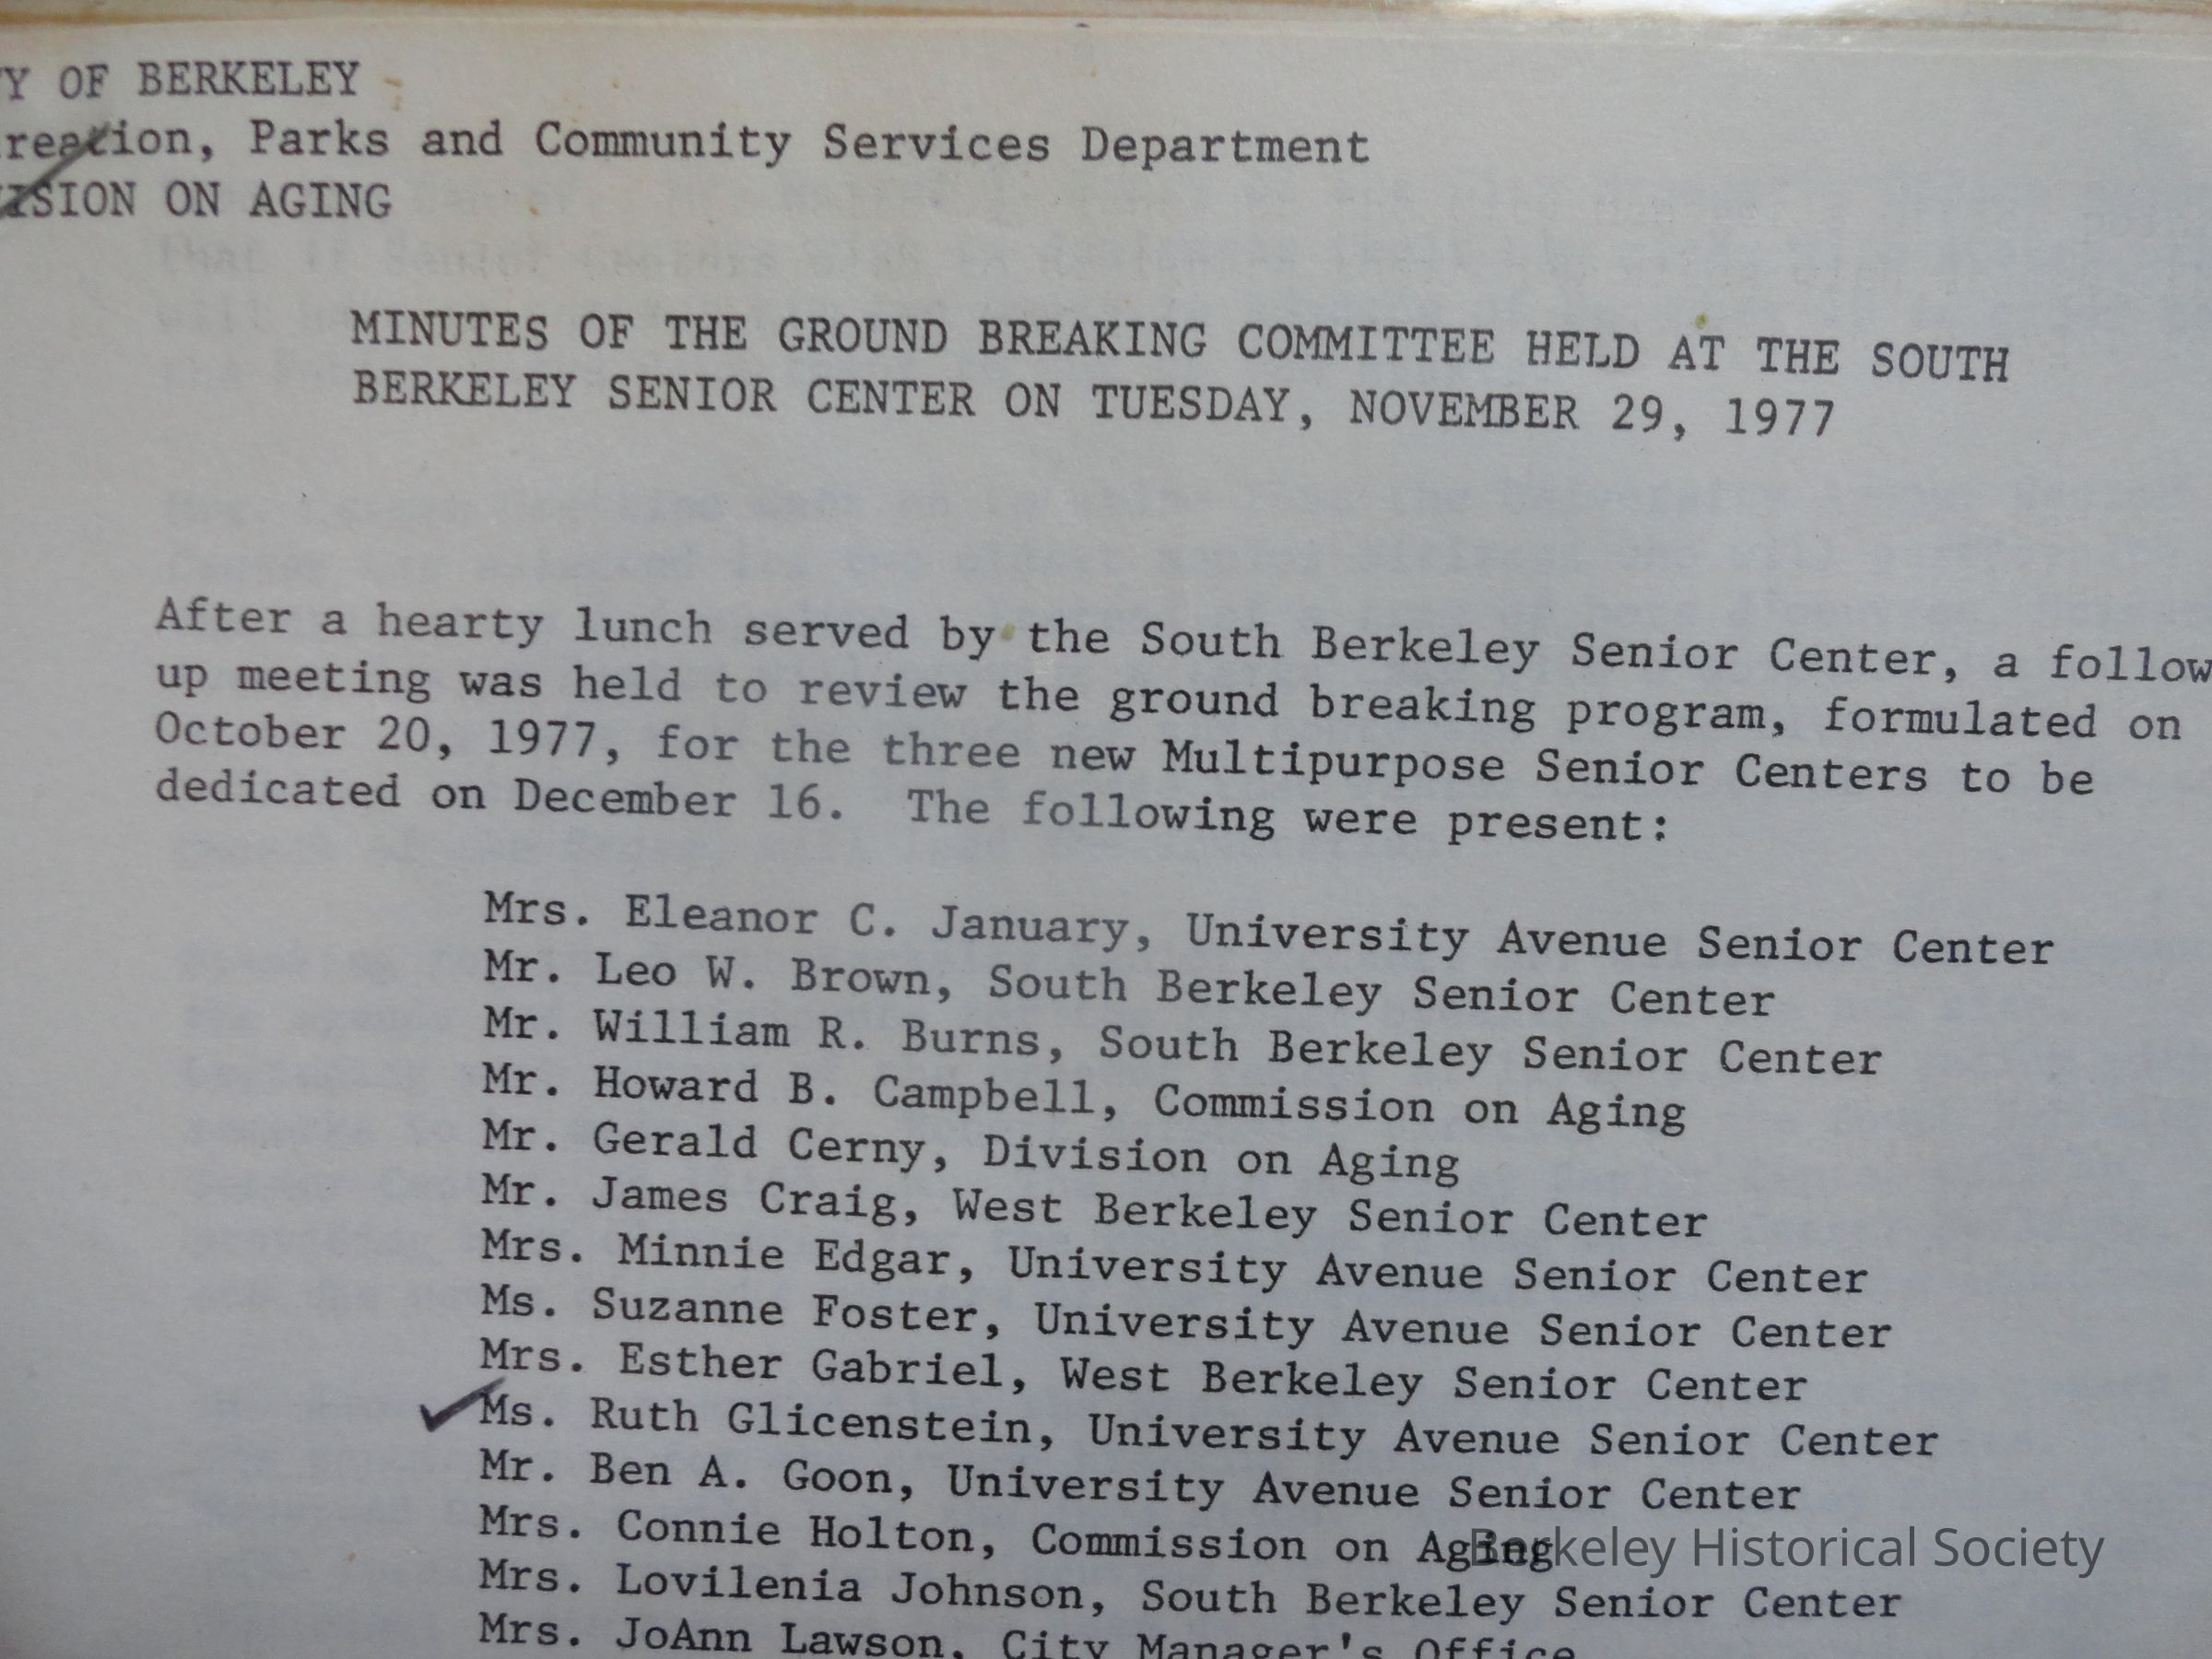 Y OF BERKELEY
reation, Parks and Community Services Department
ISION ON AGING
MINUTES OF THE GROUND BREAKING COMMITTEE HELD AT THE SOUTH
BERKELEY SENIOR CENTER ON TUESDAY, NOVEMBER 29, 1977
After a hearty lunch served by the South Berkeley Senior Center, a follow
up meeting was held to review the ground breaking program, formulated on
October 20, 1977, for the three new Multipurpose Senior Centers to be
dedicated on December 16. The following were present:
Mrs. Eleanor C. January, University Avenue Senior Center
Mr. Leo W. Brown, South Berkeley Senior Center
Mr. William R. Burns, South Berkeley Senior Center
Mr. Howard B. Campbell, Commission on Aging
Mr. Gerald Cerny, Division on Aging
Mr. James Craig, West Berkeley Senior Center
Mrs. Minnie Edgar, University Avenue Senior Center
Ms. Suzanne Foster, University Avenue Senior Center
Mrs. Esther Gabriel, West Berkeley Senior Center
Ms. Ruth Glicenstein, University Avenue Senior Center
Mr. Ben A. Goon, University Avenue Senior Center
Mrs. Connie Holton, Commission on Aging
Berkeley Historical Society
Mrs. Lovilenia Johnson, South Berkeley Senior Center
Mrs. JoAnn Lawson, City Manager's Office